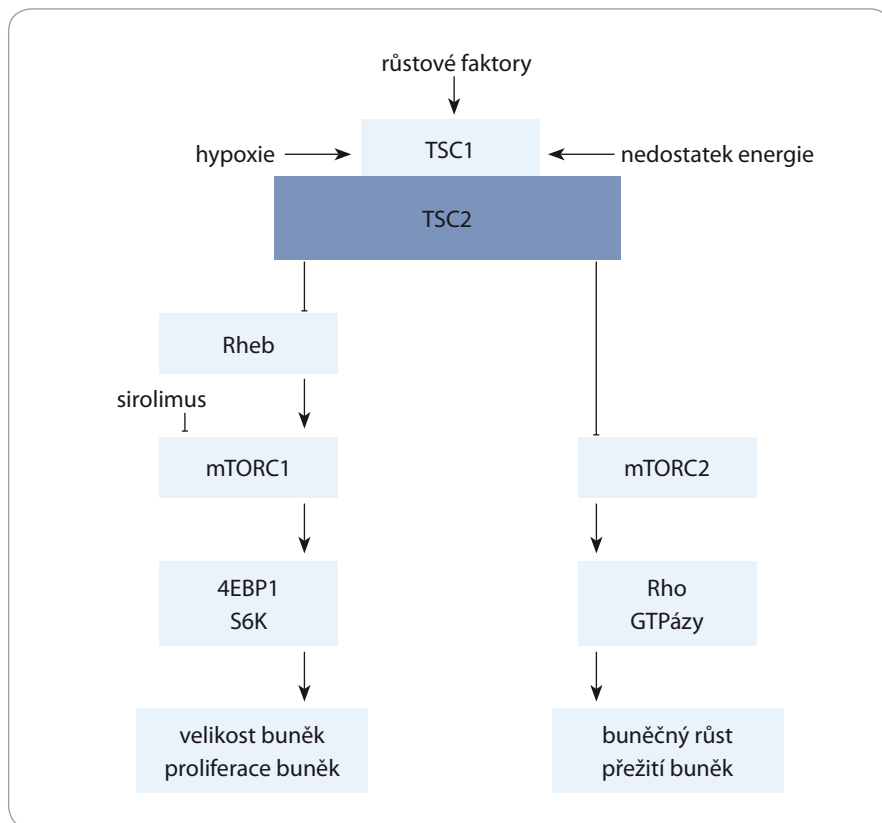 růstové faktory
TSC1
hypoxie
nedostatek energie
TSC2
Rheb
sirolimus
mTORC1
mTORC2
4EBP1
S6K
Rho
GTPázy
velikost buněk
proliferace buněk
buněčný růst
přežití buněk